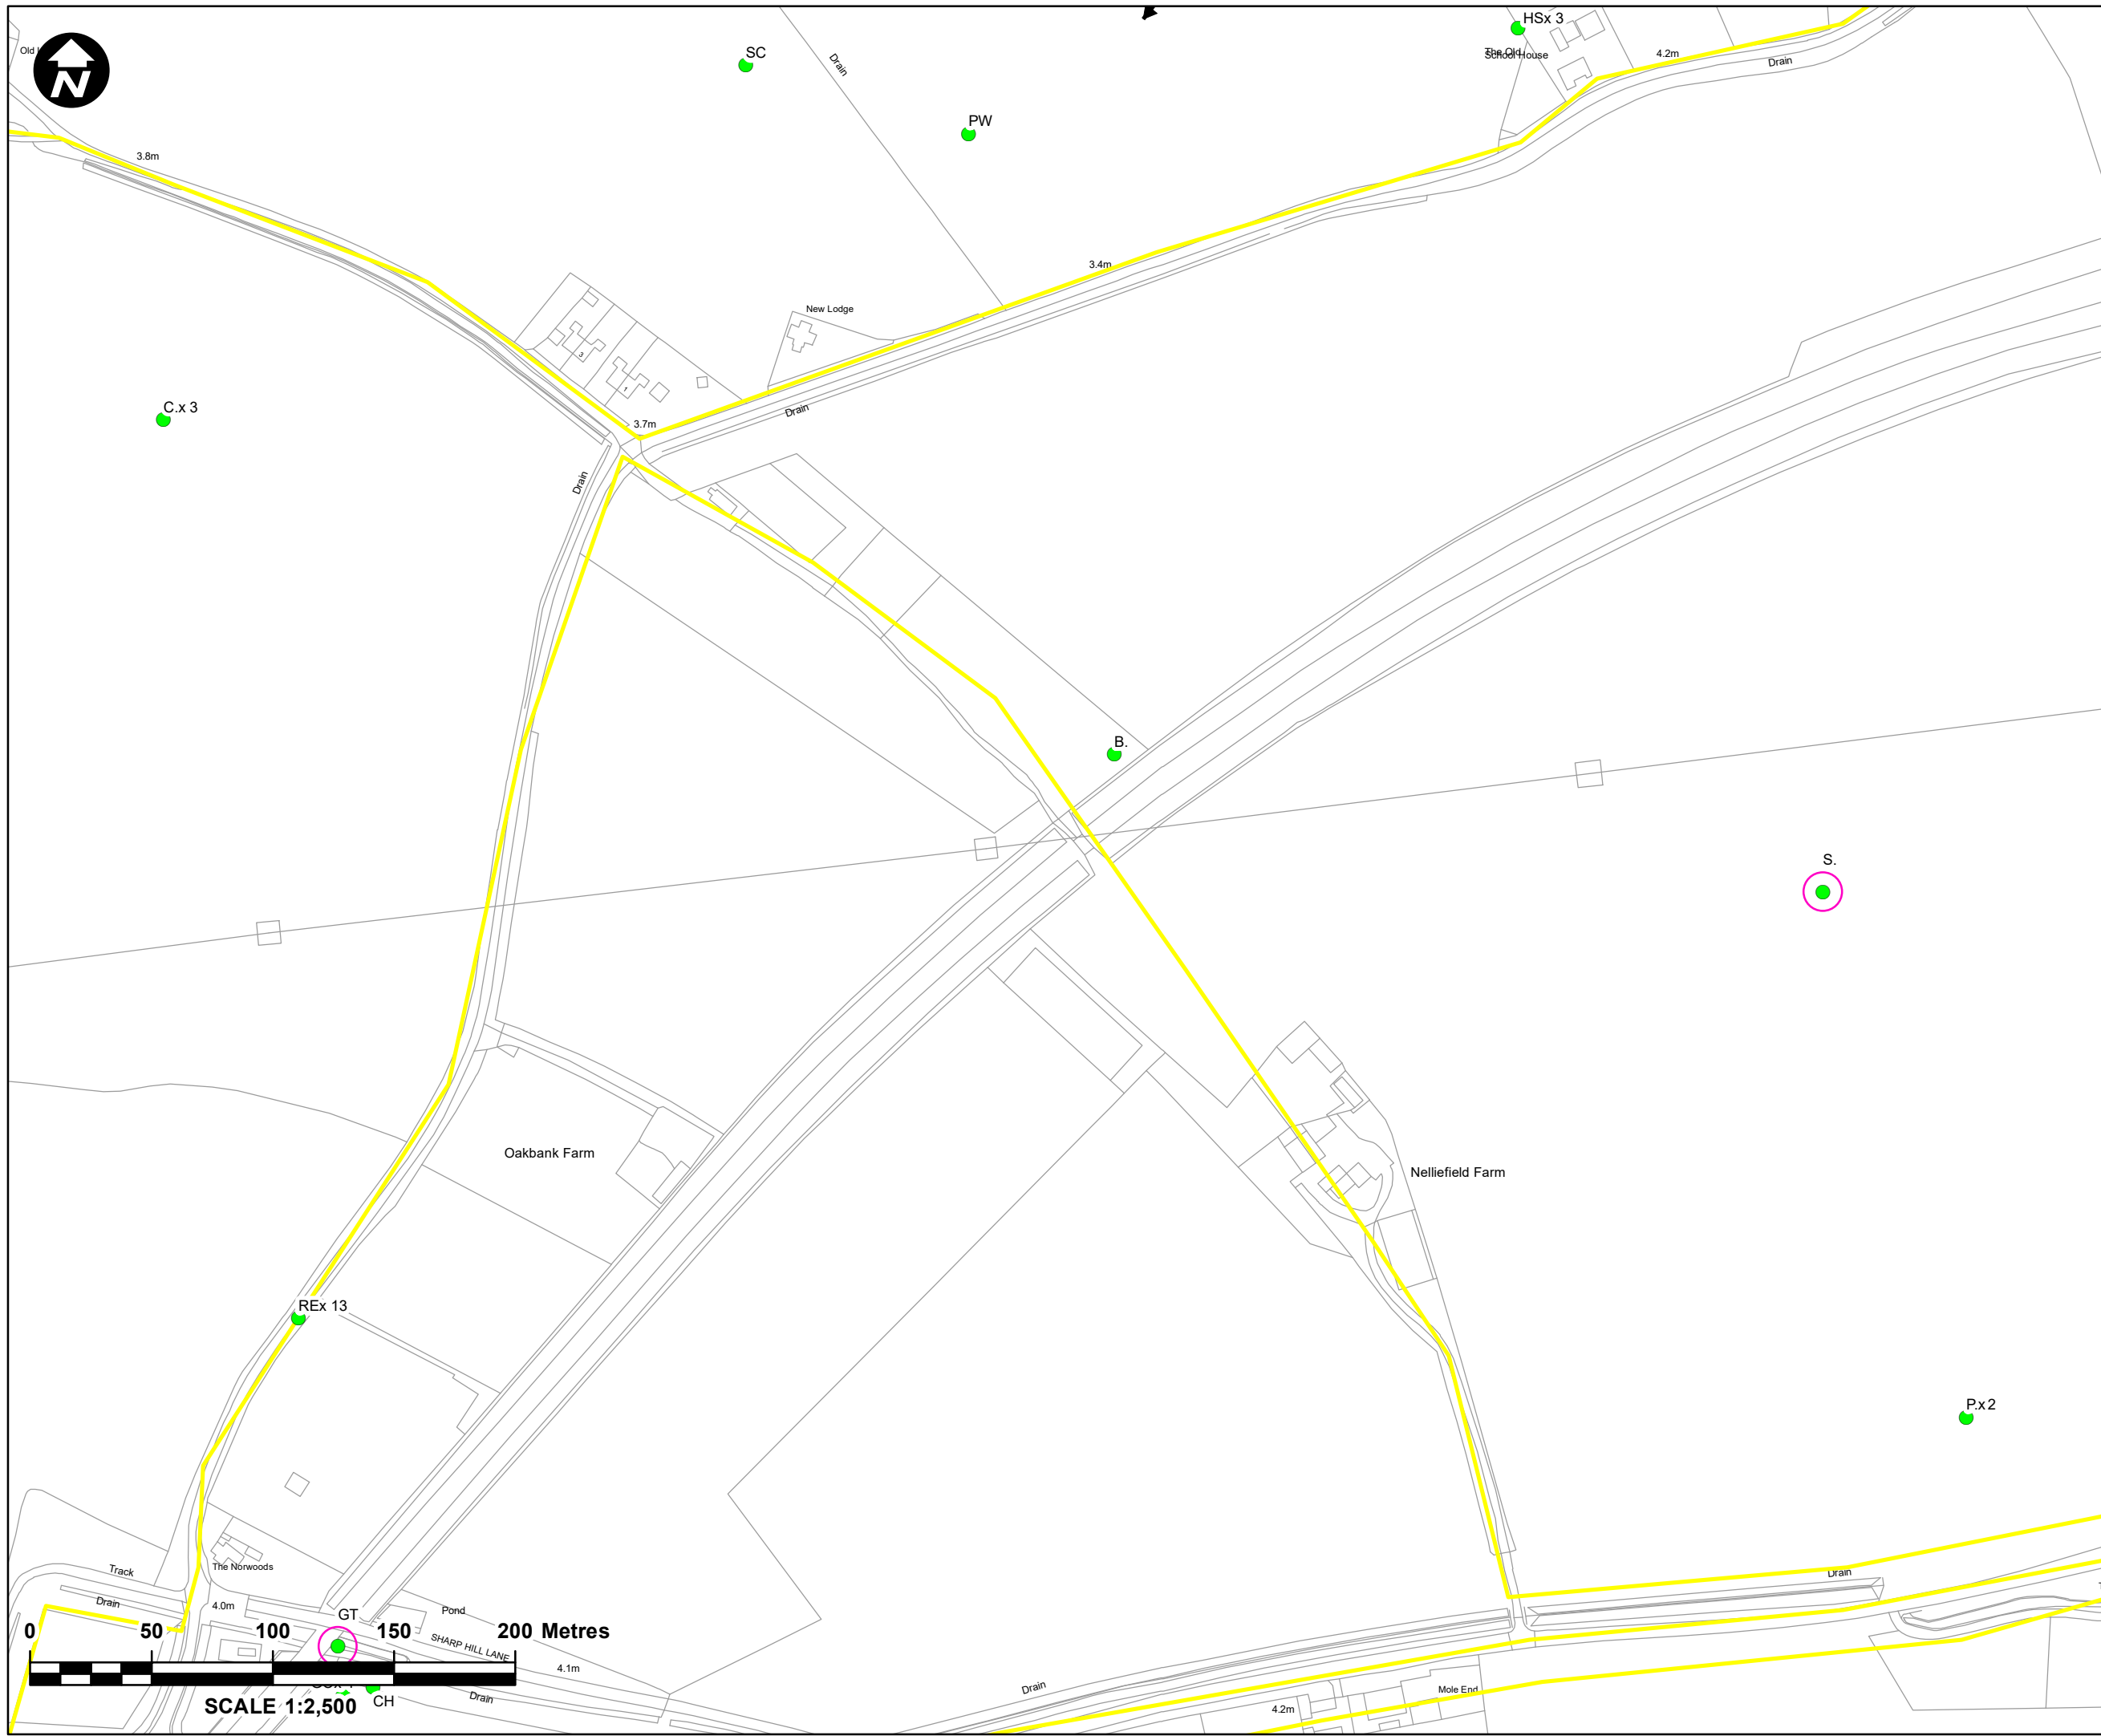 HSx 3
SC
Old
N
The Old
School House
4.2m
Drain
Drain
PW
3.8m
3.4m
New Lodge
3
1
C.x 3
Drain
3.7m
Drain
B.
S.
Oakbank Farm
Nelliefield Farm
REx 13
P.x 2
The Norwoods
Track
Drain
Drain
4.0m
GT
Pond
0 50 100 150 200 Metres
SHARP HILL LANE
4.1m
Drain
CH
SCALE 1:2,500
Drain
Mole End
4.2m